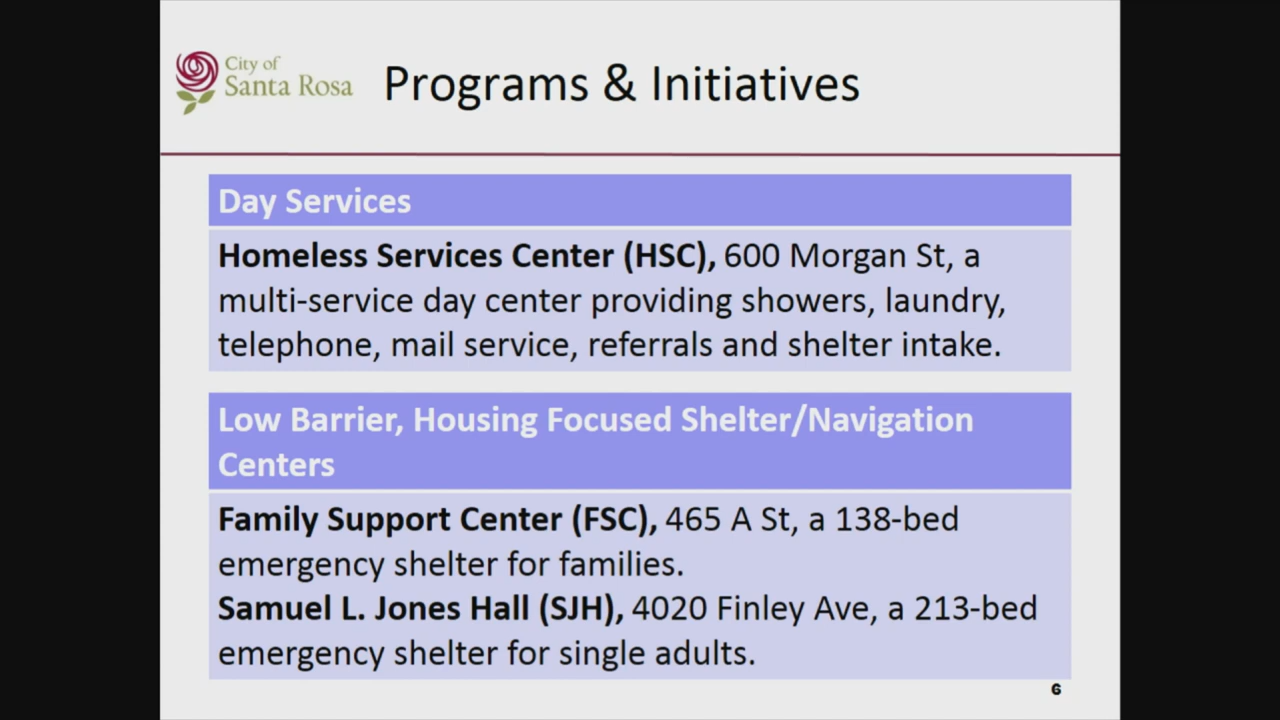 City of
Santa Rosa
Programs & Initiatives
Day Services
Homeless Services Center (HSC), 600 Morgan St, a
multi-service day center providing showers, laundry,
telephone, mail service, referrals and shelter intake.
Low Barrier, Housing Focused Shelter/Navigation
Centers
Family Support Center (FSC), 465 A St, a 138-bed
emergency shelter for families.
Samuel L. Jones Hall (SJH), 4020 Finley Ave, a 213-bed
emergency shelter for single adults.
6